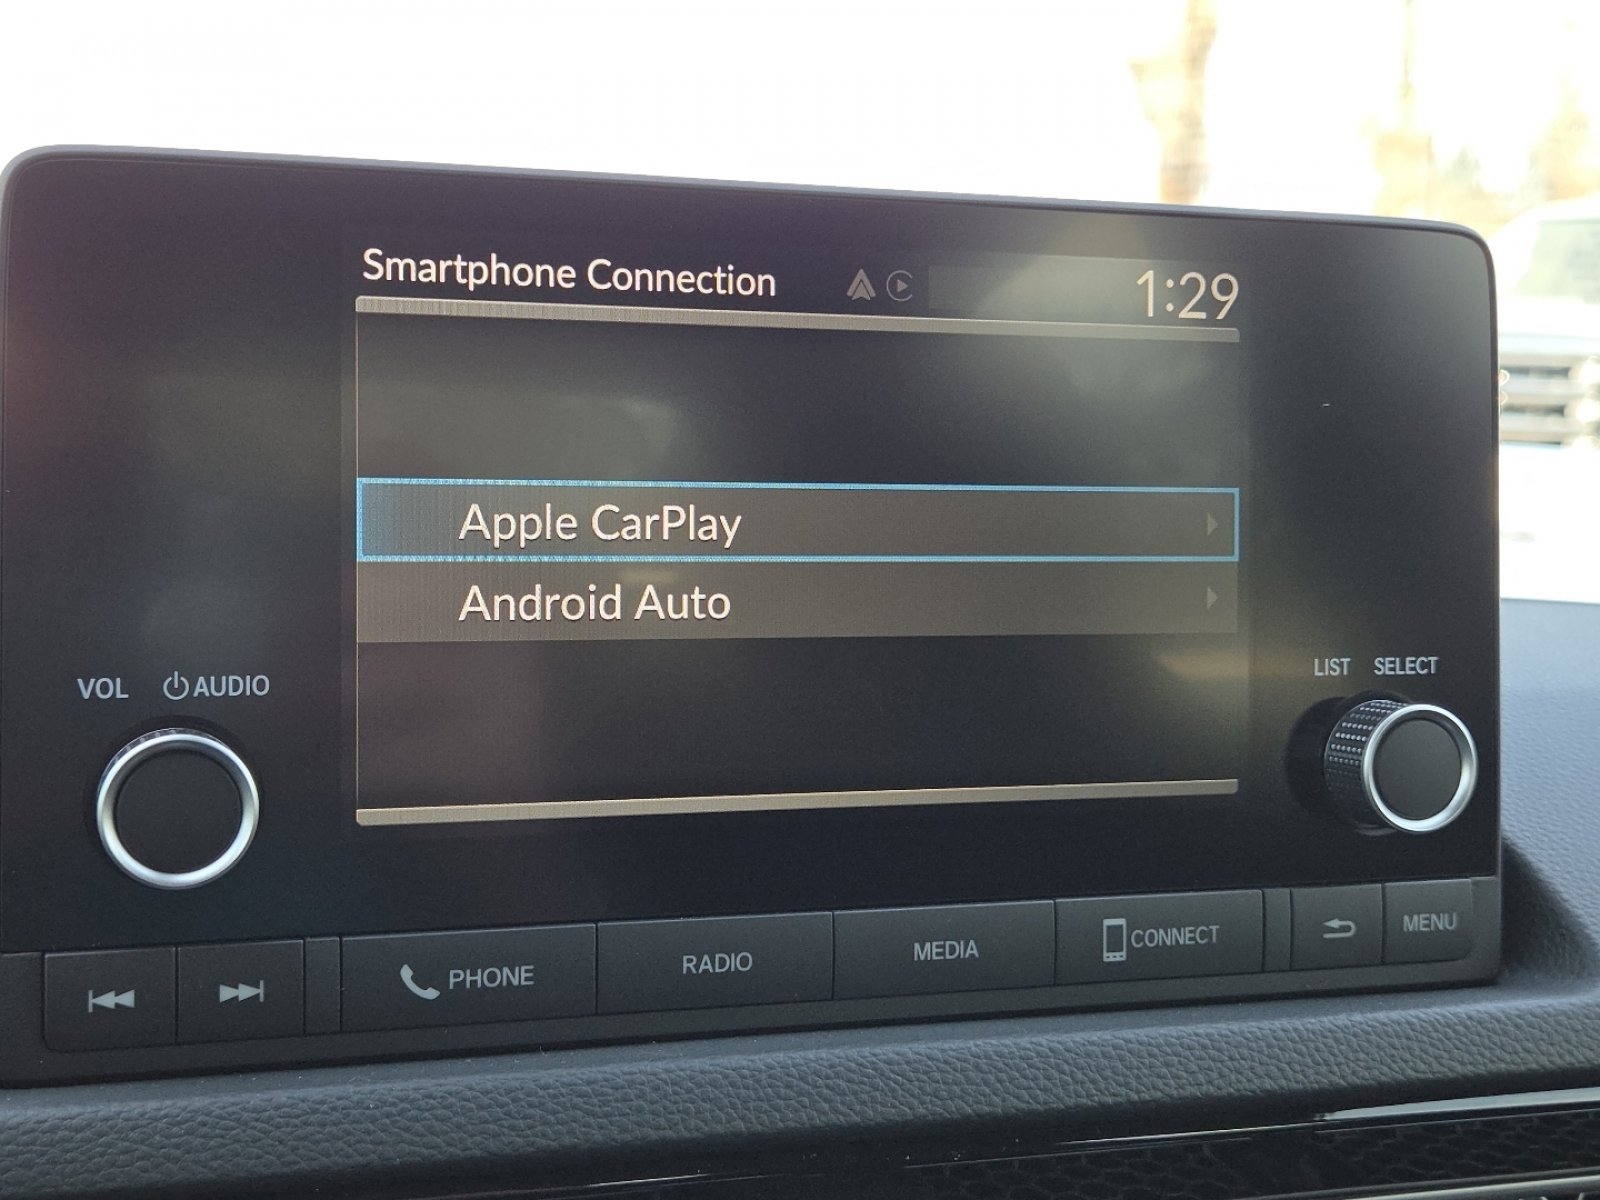 Smartphone Connection 1:29
Apple CarPlay
Android Auto
VOL AUDIO
LIST SELECT
PHONE RADIO MEDIA CONNECT MENU